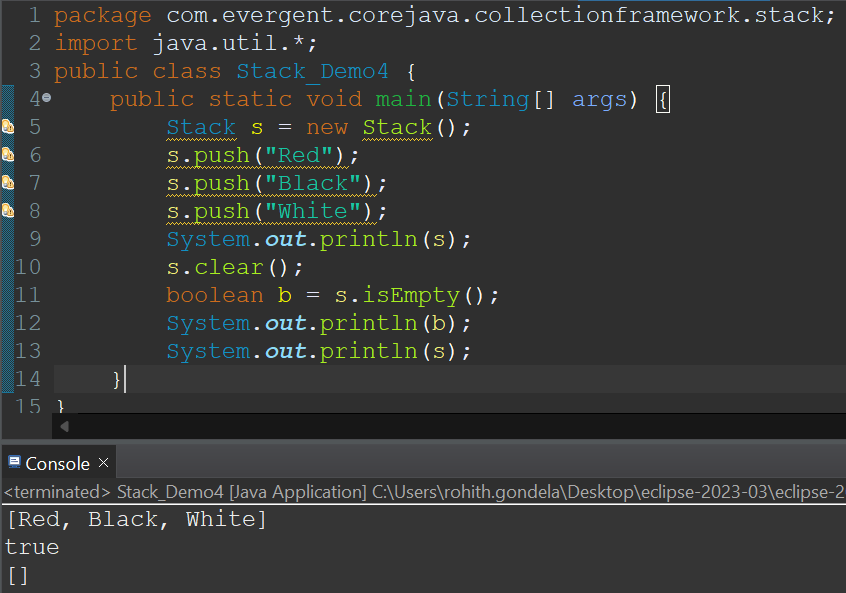 1 package com.evergent.corejava.collectionframework.stack;
2 import java.util.*;
3 public class Stack_Demo4 {
4 public static void main(String[] args) {
5 Stack s = new Stack();
6 s.push("Red");
7 s.push("Black");
8 s.push("White");
9 System.out.println(s);
10 s.clear();
11 boolean b = s.isEmpty();
12 System.out.println(b);
13 System.out.println(s);
14 }
15 }
Console ×
<terminated> Stack_Demo4 [Java Application] C:\Users\rohith.gondela\Desktop\eclipse-2023-03\eclipse-2
[Red, Black, White]
true
[]